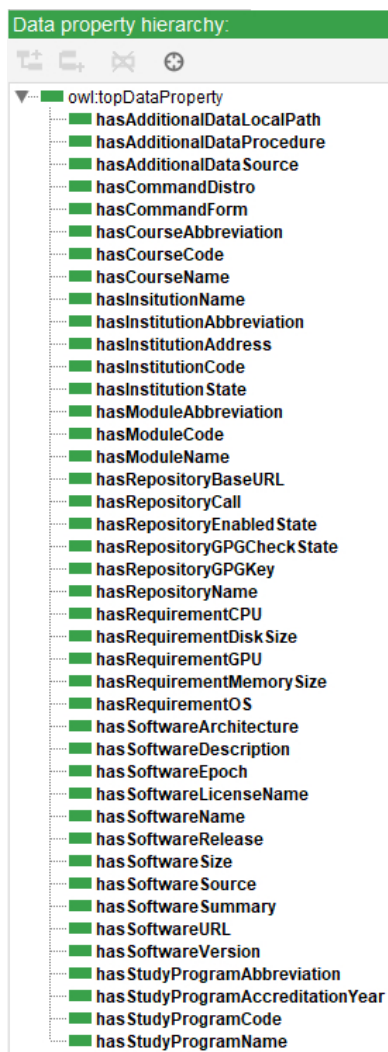 Data property hierarchy:
owl:topDataProperty
hasAdditionalDataLocalPath
hasAdditionalDataProcedure
hasAdditionalDataSource
hasCommandDistro
hasCommandForm
hasCourseAbbreviation
hasCourseCode
hasCourseName
hasInsitutionName
hasInstitutionAbbreviation
hasInstitutionAddress
hasInstitutionCode
hasInstitutionState
hasModuleAbbreviation
hasModuleCode
hasModuleName
hasRepositoryBaseURL
hasRepositoryCall
hasRepositoryEnabledState
hasRepositoryGPGCheckState
hasRepositoryGPGKey
hasRepositoryName
hasRequirementCPU
hasRequirementDiskSize
hasRequirementGPU
hasRequirementMemorySize
hasRequirementOS
hasSoftwareArchitecture
hasSoftwareDescription
hasSoftwareEpoch
hasSoftwareLicenseName
hasSoftwareName
hasSoftwareRelease
hasSoftwareSize
hasSoftwareSource
hasSoftwareSummary
hasSoftwareURL
hasSoftwareVersion
hasStudyProgramAbbreviation
hasStudyProgramAccreditationYear
hasStudyProgramCode
hasStudyProgramName